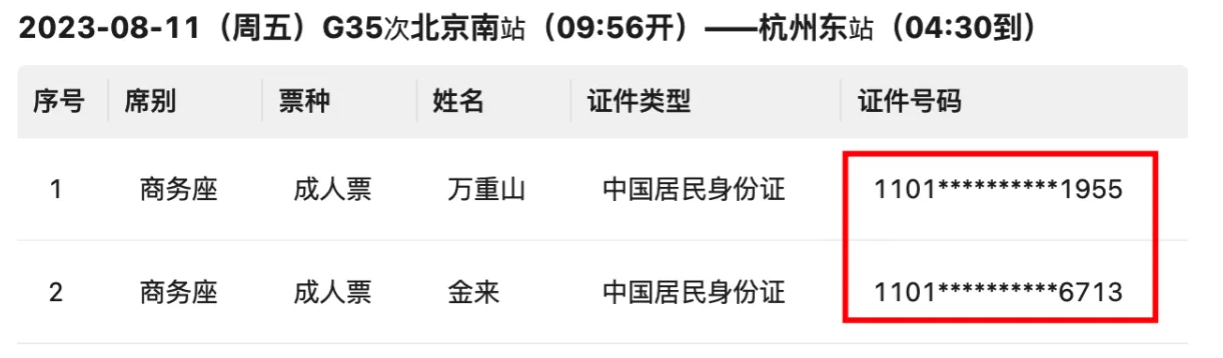 2023-08-11（周五）G35次北京南站（09:56开）——杭州东站（04:30到）
序号 席别 票种 姓名 证件类型 证件号码
1 商务座 成人票 万重山 中国居民身份证 1101**********1955
2 商务座 成人票 金来 中国居民身份证 1101**********6713